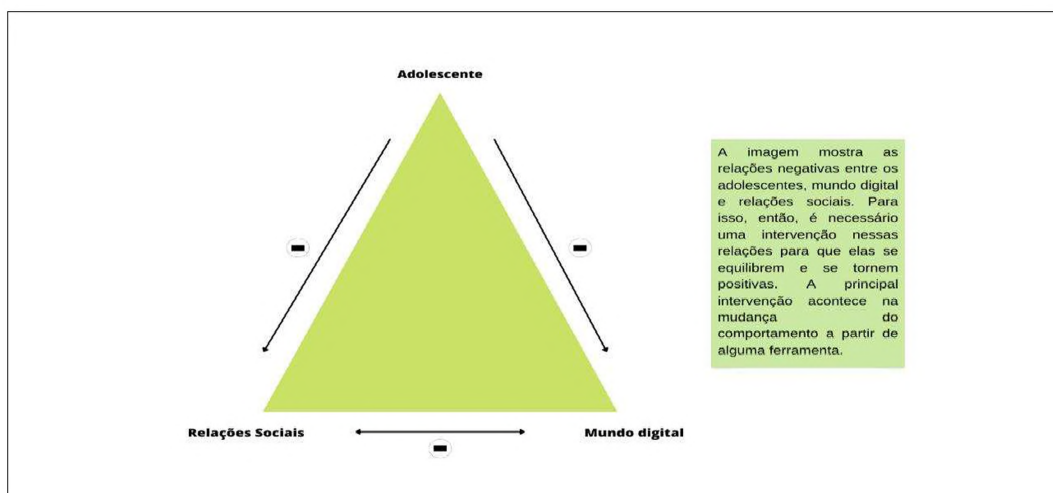 Adolescente
A imagem mostra as
relações negativas entre os
adolescentes, mundo digital
e relações sociais. Para
isso, então, é necessário
uma intervenção nessas
relações para que elas se
equilibrem e se tornem
positivas. A principal
intervenção acontece na
mudança do
comportamento a partir de
alguma ferramenta.
Relações Sociais
Mundo digital